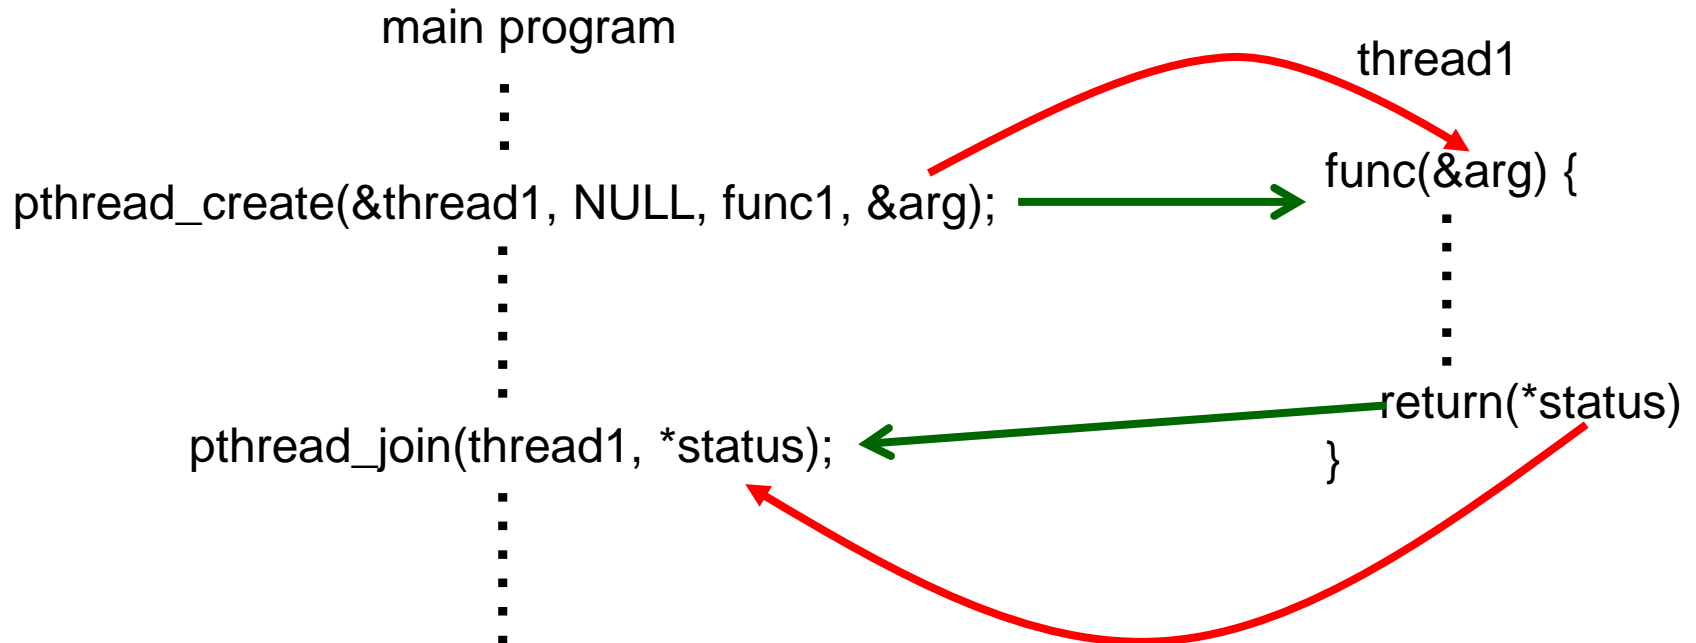 main program
thread1
func(&arg) {
pthread_create(&thread1, NULL, func1, &arg);
return(*status)
pthread_join(thread1, *status);
}